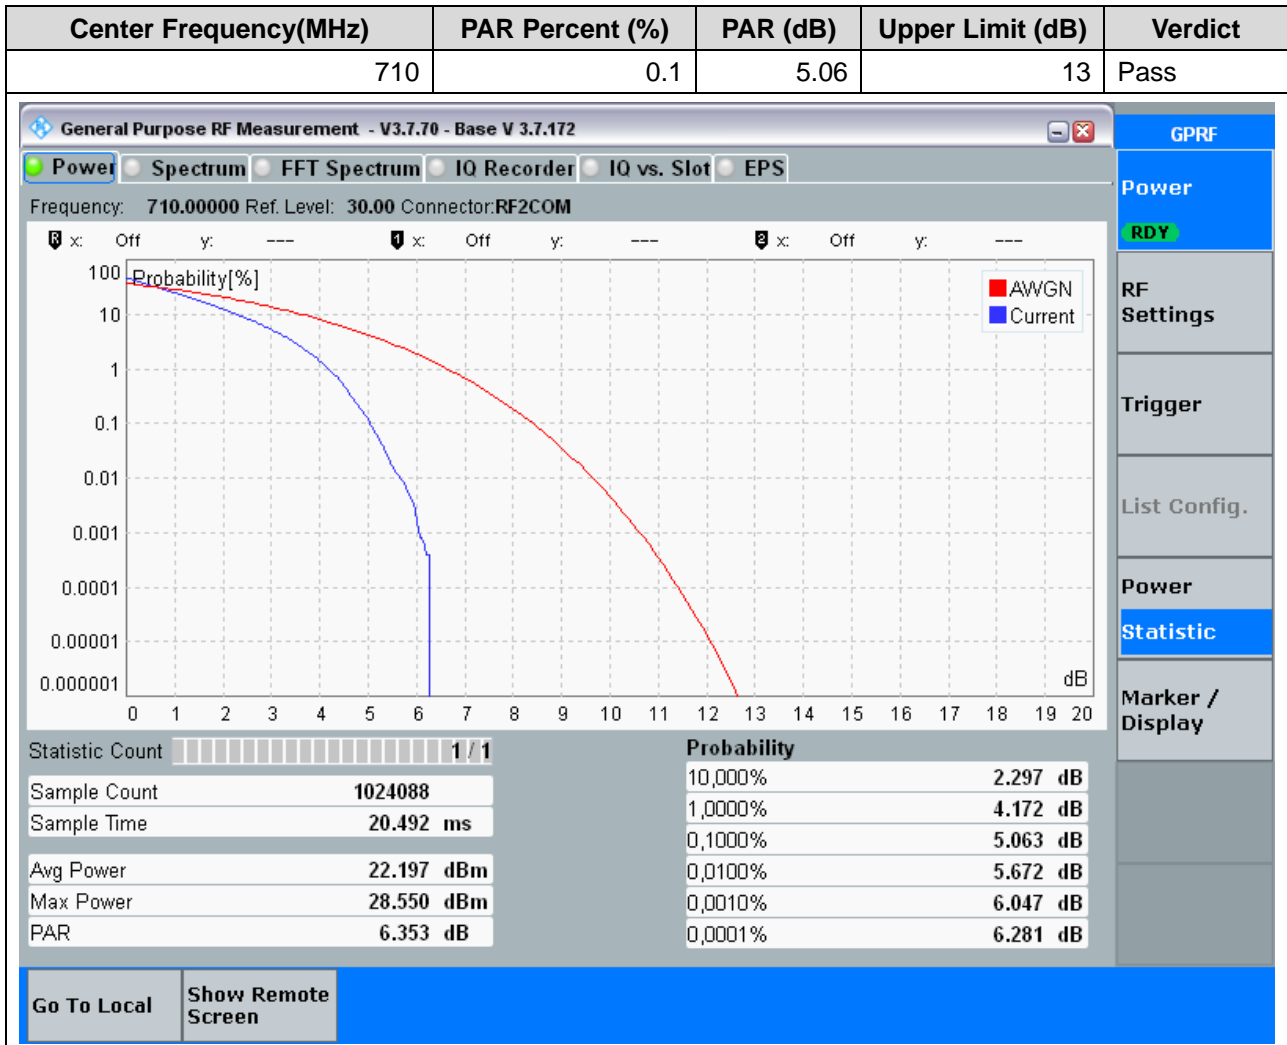 Center Frequency(MHz) PAR Percent (%) PAR (dB) Upper Limit (dB) Verdict
710 0.1 5.06 13 Pass
General Purpose RF Measurement - V3.7.70 - Base V 3.7.172
GPRF
Power Spectrum FFT Spectrum IQ Recorder IQ vs. Slot EPS
Power
RDY
Frequency: 710.00000 Ref. Level: 30.00 Connector:RF2COM
R x: Off y: --- 1 x: Off y: --- 2 x: Off y: ---
Probability[%]
AWGN
Current
100
10
1
0.1
0.01
0.001
0.0001
0.00001
0.000001
dB
0 1 2 3 4 5 6 7 8 9 10 11 12 13 14 15 16 17 18 19 20
RF
Settings
Trigger
List Config.
Power
Statistic
Marker /
Display
Statistic Count 1 / 1
Sample Count 1024088
Sample Time 20.492 ms
Avg Power 22.197 dBm
Max Power 28.550 dBm
PAR 6.353 dB
Probability
10,000% 2.297 dB
1,0000% 4.172 dB
0,1000% 5.063 dB
0,0100% 5.672 dB
0,0010% 6.047 dB
0,0001% 6.281 dB
Go To Local
Show Remote
Screen